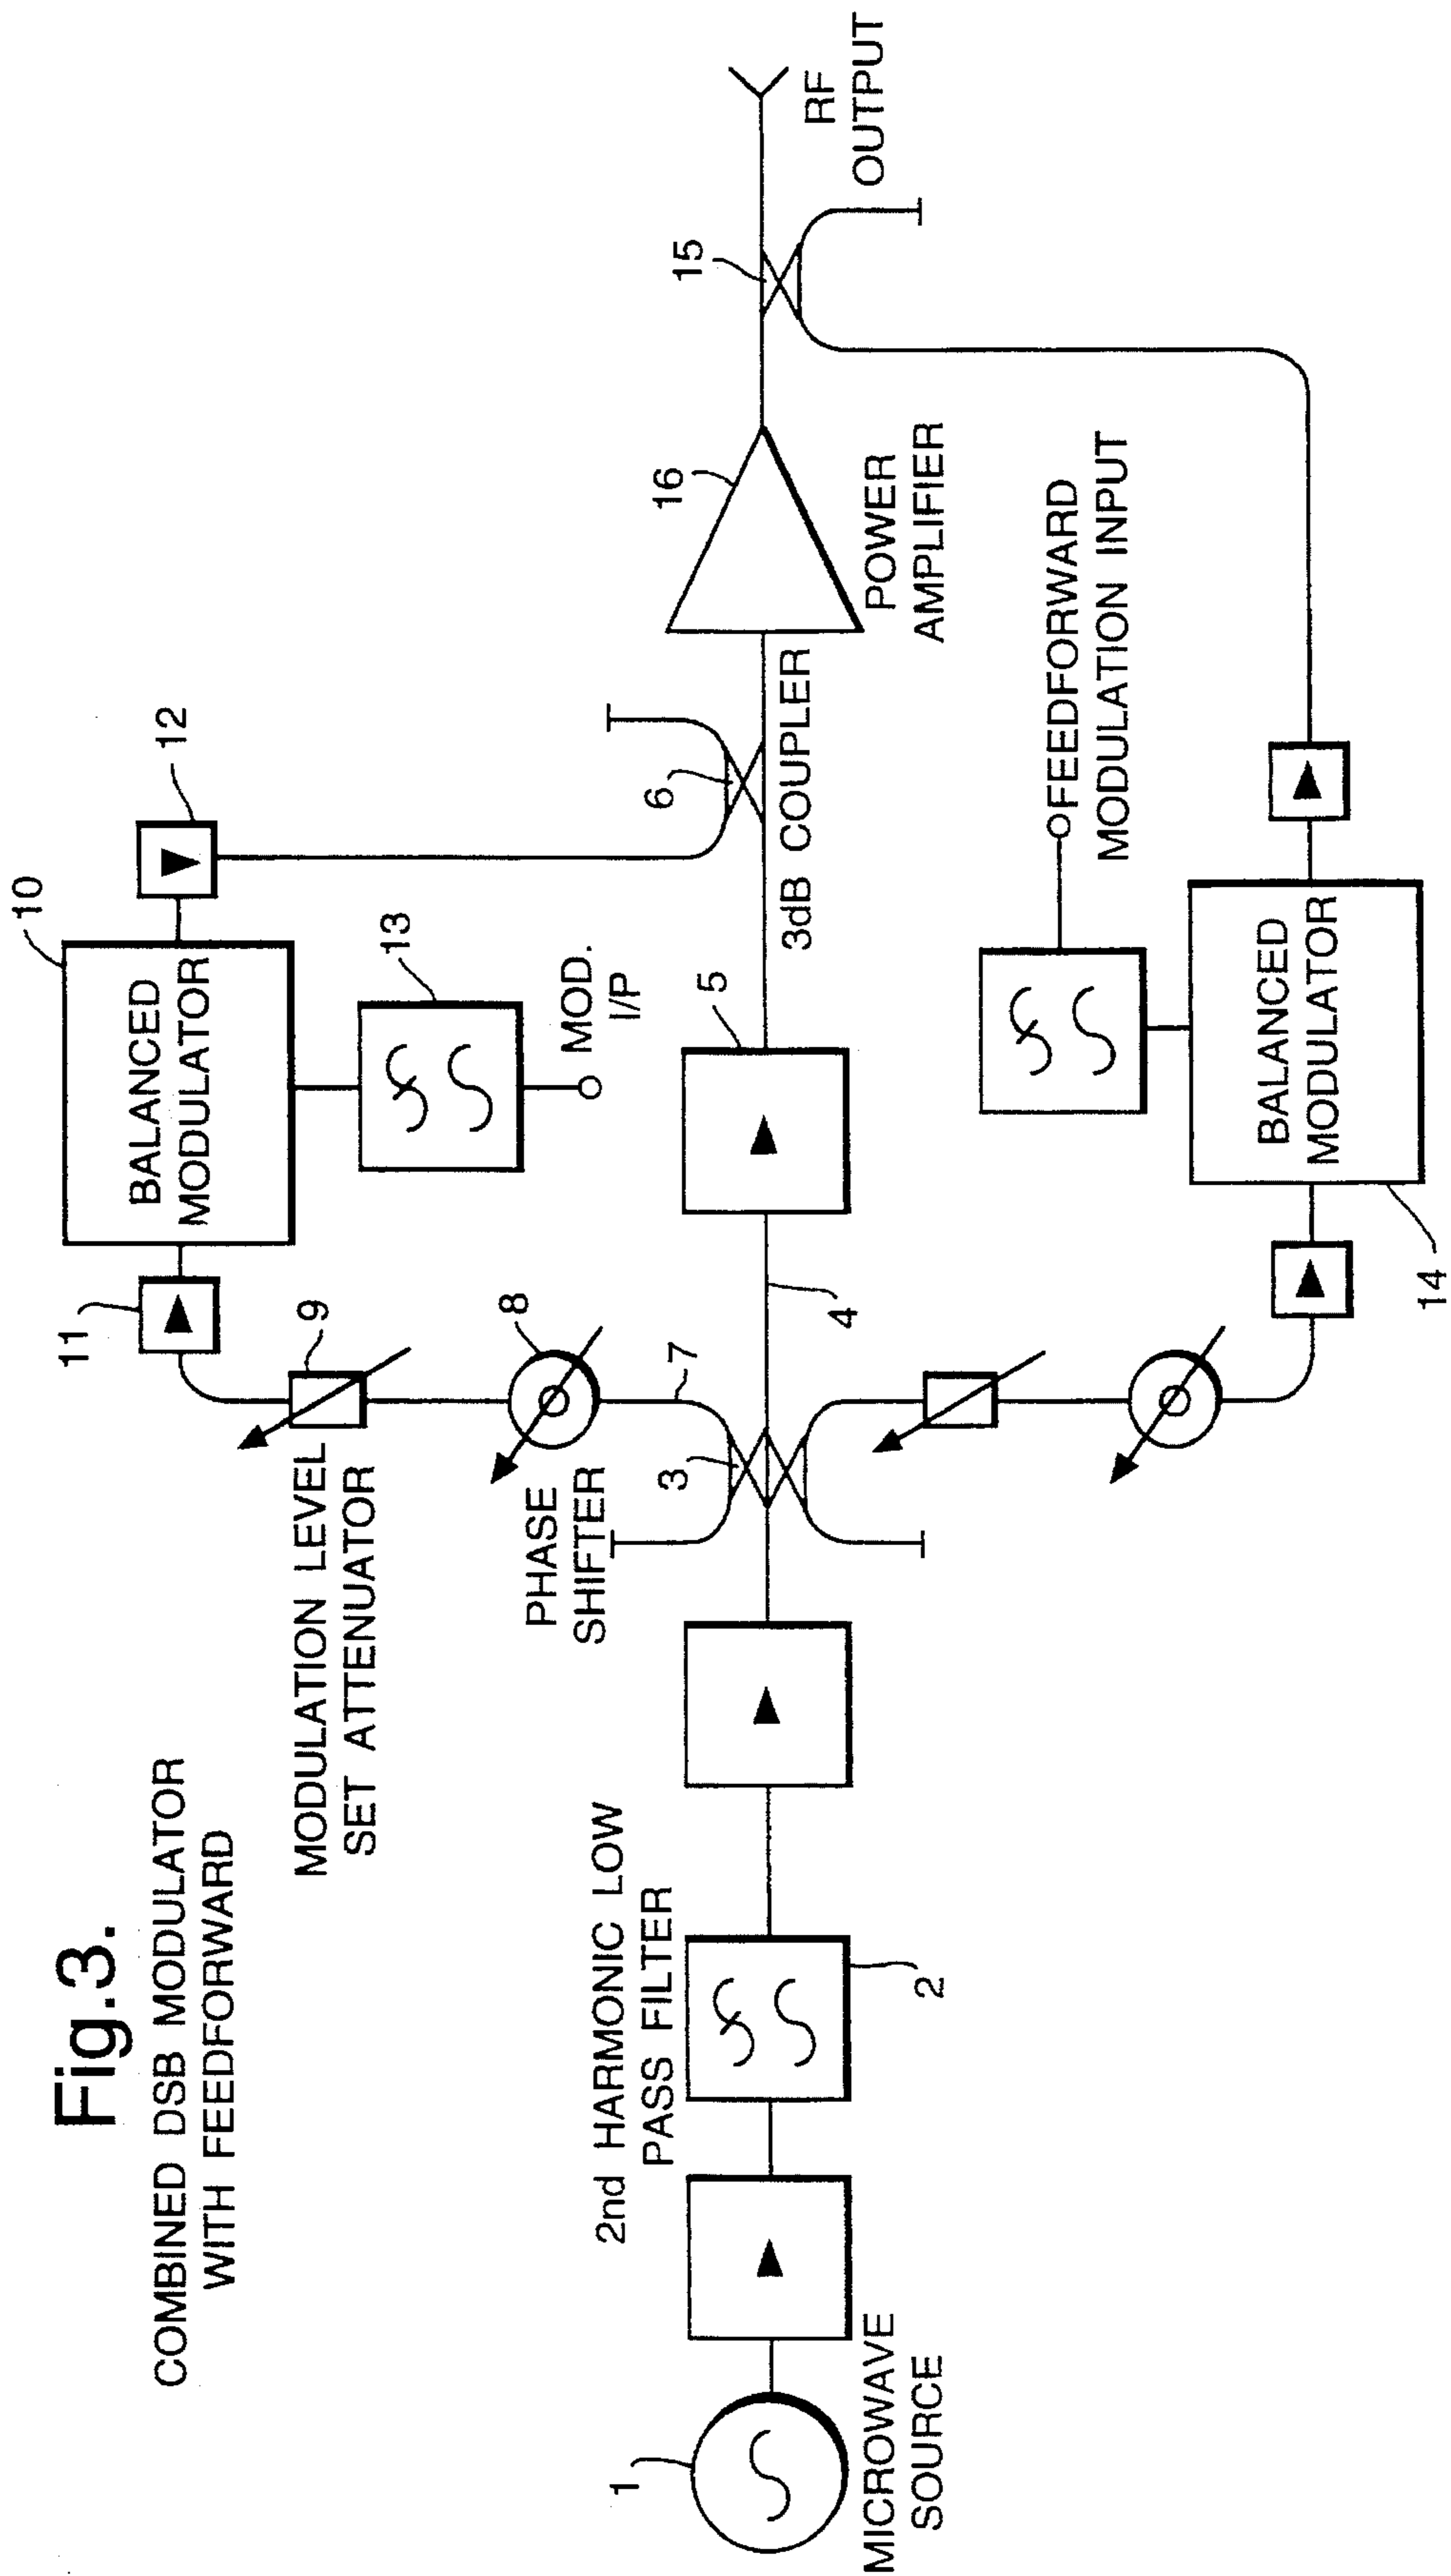 Fig.3.
COMBINED DSB MODULATOR
WITH FEEDFORWARD
MODULATION LEVEL
SET ATTENUATOR
PHASE
SHIFTER
2nd HARMONIC LOW
PASS FILTER
MICROWAVE
SOURCE
1
2
3
4
5
6
7
8
9
10
11
12
13
BALANCED
MODULATOR
MOD.
I/P
3dB COUPLER
16
POWER
AMPLIFIER
15
RF
OUTPUT
FEEDFORWARD
MODULATION INPUT
BALANCED
MODULATOR
14